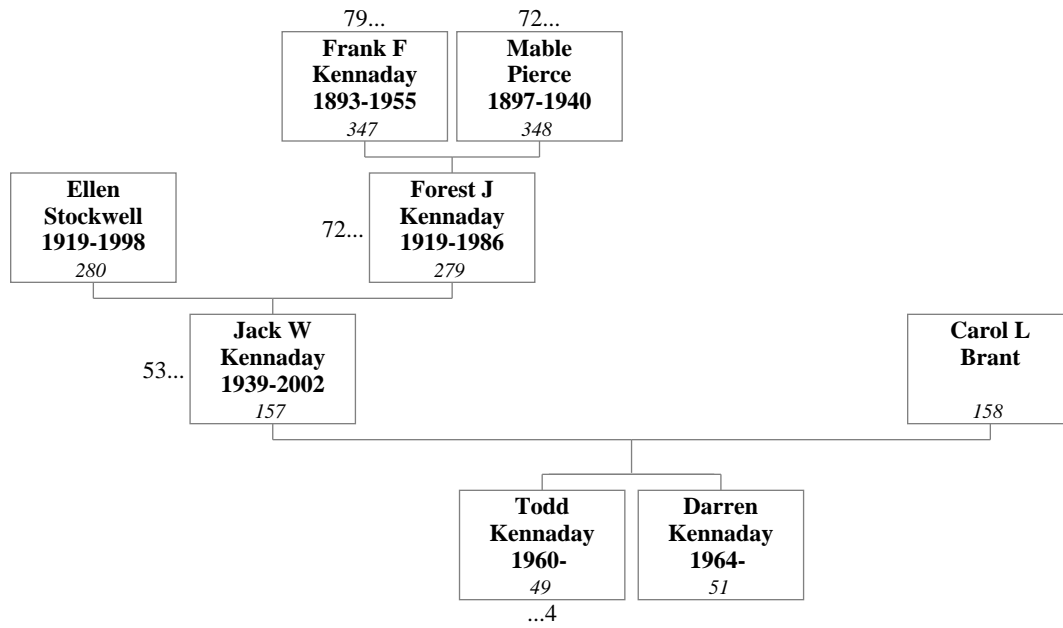 79...
72...
Frank F
Kennaday
1893-1955
347
Mable
Pierce
1897-1940
348
Ellen
Stockwell
1919-1998
280
72...
Forest J
Kennaday
1919-1986
279
53...
Jack W
Kennaday
1939-2002
157
Carol L
Brant
158
Todd
Kennaday
1960-
49
Darren
Kennaday
1964-
51
...4